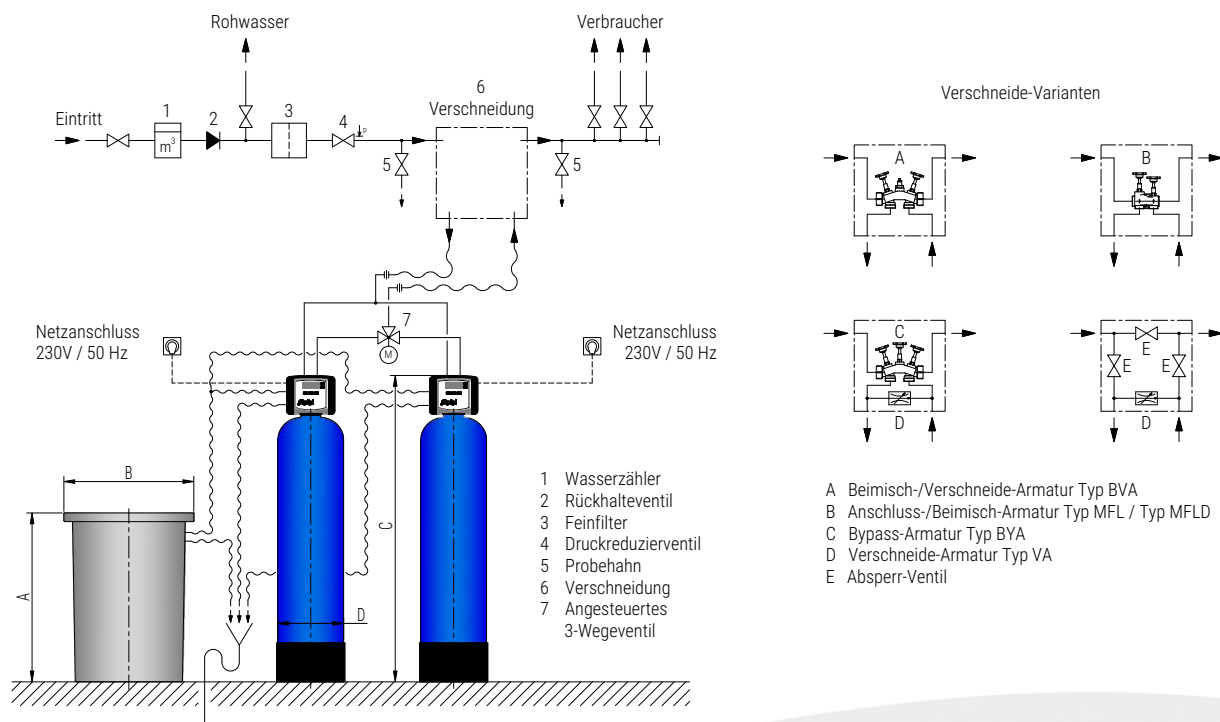 Rohwasser
Verbraucher
Eintritt
1
m³
2
3
4
p
5
6
Verschneidung
5
Verschneide-Varianten
A
B
C
D
E
E
E
D
Netzanschluss
230V / 50 Hz
7
M
Netzanschluss
230V / 50 Hz
B
A
C
D
1 Wasserzähler
2 Rückhalteventil
3 Feinfilter
4 Druckreduzierventil
5 Probehahn
6 Verschneidung
7 Angesteuertes
3-Wegeventil
A Beimisch-/Verschneide-Armatur Typ BVA
B Anschluss-/Beimisch-Armatur Typ MFL / Typ MFLD
C Bypass-Armatur Typ BYA
D Verschneide-Armatur Typ VA
E Absperr-Ventil